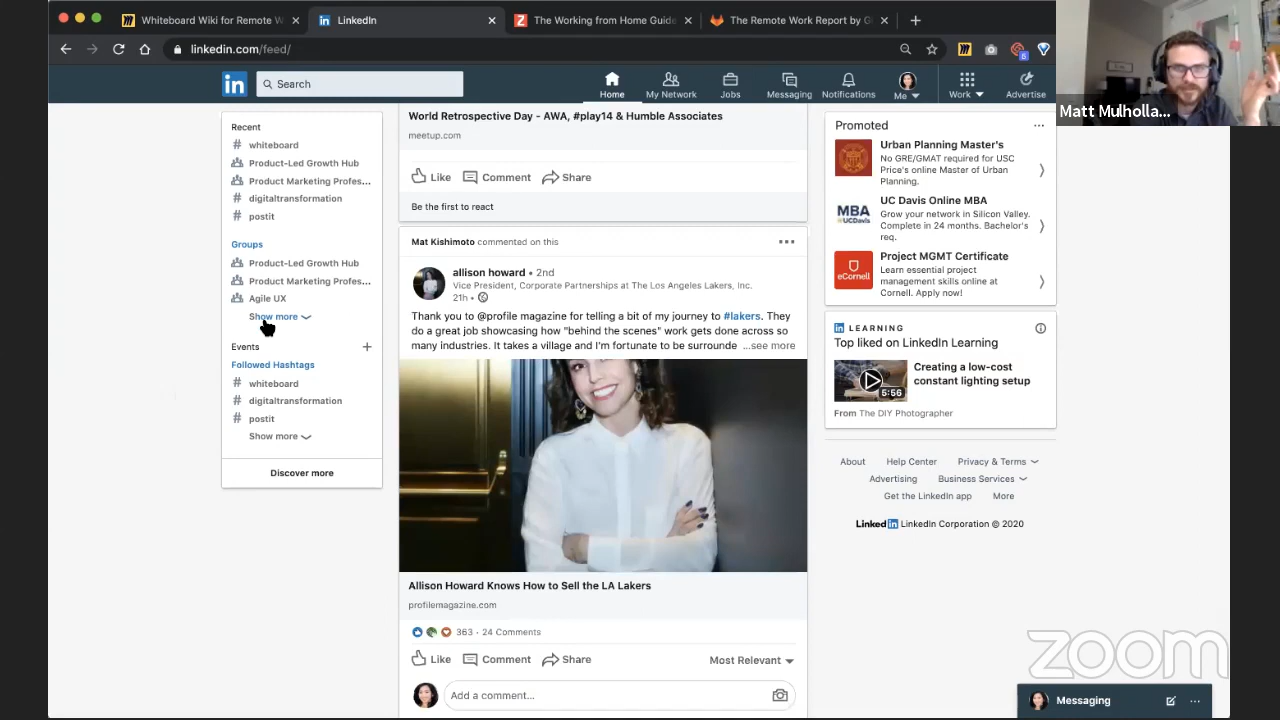 Whiteboard Wiki for Remote W
LinkedIn
The Working from Home Guide
The Remote Work Report by Gi
linkedin.com/feed/
5
Matt Mulholla...
in
Search
Home
My Network
Jobs
Messaging
Notifications
Me
Work
Advertise
Recent
# whiteboard
Product-Led Growth Hub
Product Marketing Profes...
# digitaltransformation
# postit
Groups
Product-Led Growth Hub
Product Marketing Profes...
Agile UX
Show more
Events +
Followed Hashtags
# whiteboard
# digitaltransformation
# postit
Show more
Discover more
World Retrospective Day - AWA, #play14 & Humble Associates
meetup.com
Like Comment Share
Be the first to react
Mat Kishimoto commented on this
allison howard • 2nd
Vice President, Corporate Partnerships at The Los Angeles Lakers, Inc.
21h •
Thank you to @profile magazine for telling a bit of my journey to #lakers. They
do a great job showcasing how "behind the scenes" work gets done across so
many industries. It takes a village and I'm fortunate to be surrounde ...see more
Allison Howard Knows How to Sell the LA Lakers
profilemagazine.com
363 · 24 Comments
Like Comment Share Most Relevant
Add a comment...
Promoted
Urban Planning Master's
No GRE/GMAT required for USC
Price's online Master of Urban
Planning.
MBA
UCDavis
UC Davis Online MBA
Grow your network in Silicon Valley.
Complete in 24 months. Bachelor's
req.
eCornell
Project MGMT Certificate
Learn essential project
management skills online at
Cornell. Apply now!
in LEARNING
Top liked on LinkedIn Learning
5:56
Creating a low-cost
constant lighting setup
From The DIY Photographer
About Help Center Privacy & Terms
Advertising Business Services
Get the LinkedIn app More
Linked in LinkedIn Corporation © 2020
zoom
Messaging